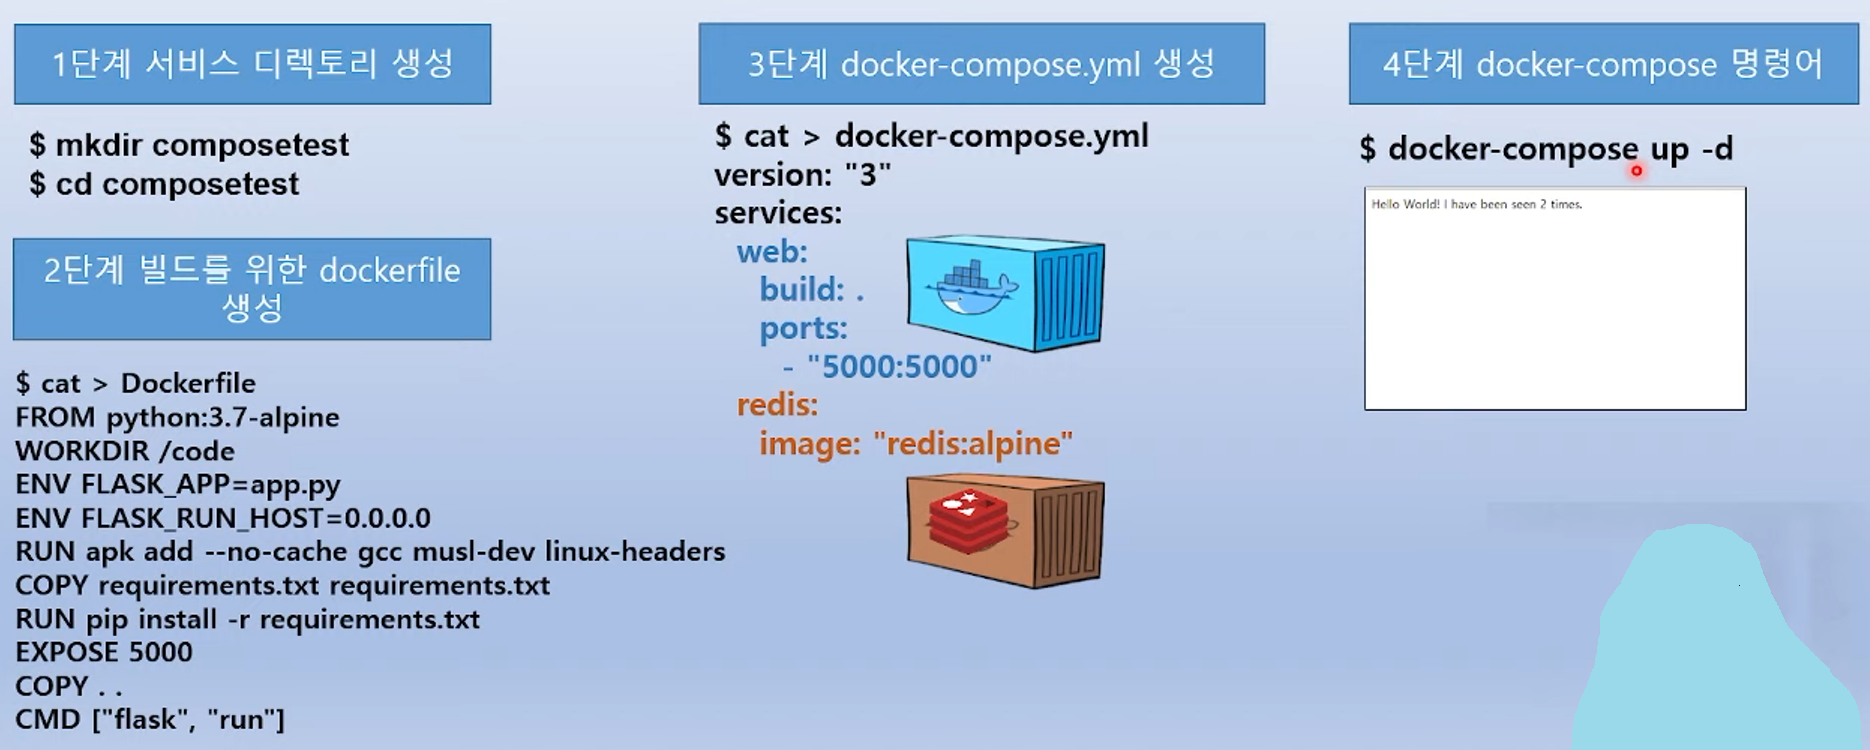 1단계 서비스 디렉토리 생성
$ mkdir composetest
$ cd composetest
2단계 빌드를 위한 dockerfile
생성
$ cat > Dockerfile
FROM python:3.7-alpine
WORKDIR /code
ENV FLASK_APP=app.py
ENV FLASK_RUN_HOST=0.0.0.0
RUN apk add --no-cache gcc musl-dev linux-headers
COPY requirements.txt requirements.txt
RUN pip install -r requirements.txt
EXPOSE 5000
COPY . .
CMD ["flask", "run"]
3단계 docker-compose.yml 생성
$ cat > docker-compose.yml
version: "3"
services:
web:
build: .
ports:
- "5000:5000"
redis:
image: "redis:alpine"
4단계 docker-compose 명령어
$ docker-compose up -d
Hello World! I have been seen 2 times.